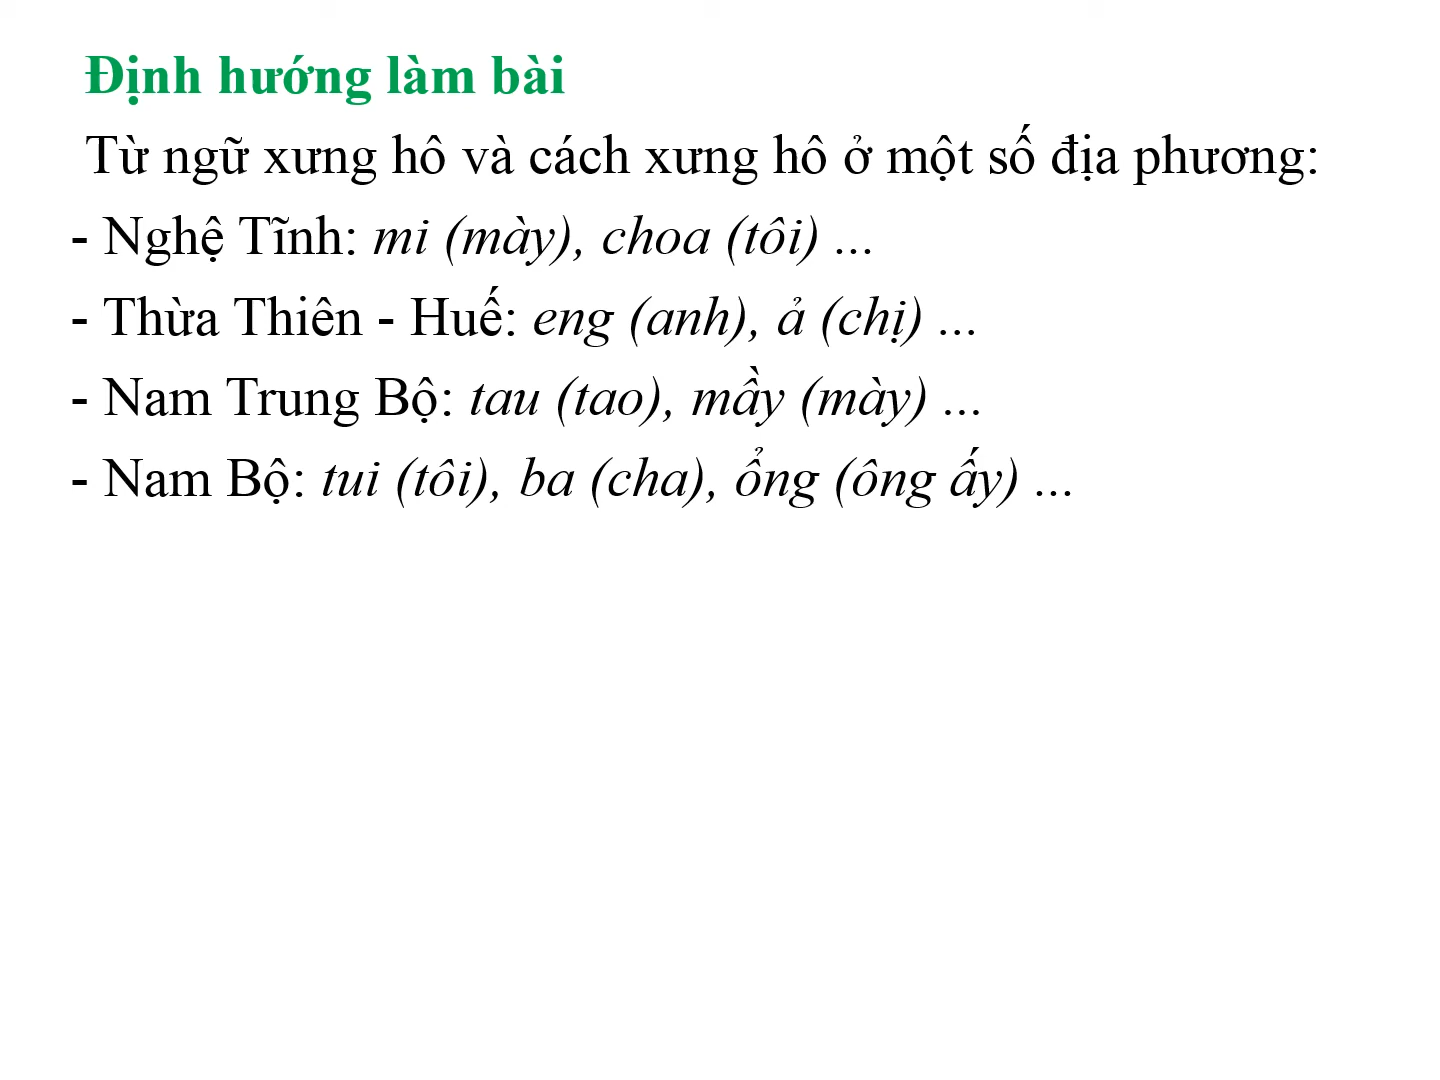 Định hướng làm bài
Từ ngữ xưng hô và cách xưng hô ở một số địa phương:
- Nghệ Tĩnh: mi (mày), choa (tôi) ...
- Thừa Thiên - Huế: eng (anh), ả (chị) ...
- Nam Trung Bộ: tau (tao), mầy (mày) ...
- Nam Bộ: tui (tôi), ba (cha), ổng (ông ấy) ...